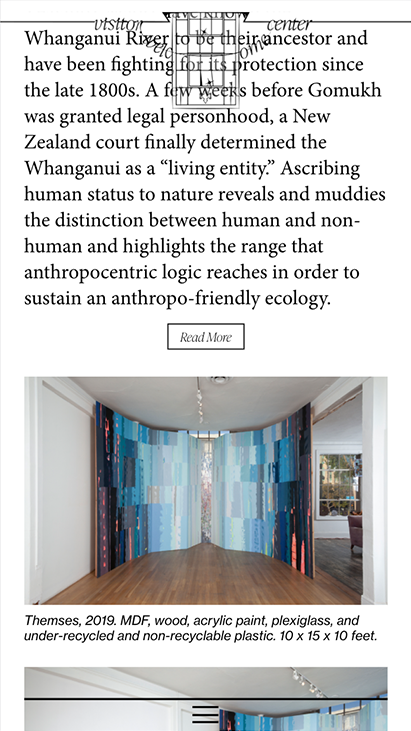 visitor center
welcome
Whanganui River to be their ancestor and
have been fighting for its protection since
the late 1800s. A few weeks before Gomukh
was granted legal personhood, a New
Zealand court finally determined the
Whanganui as a “living entity.” Ascribing
human status to nature reveals and muddies
the distinction between human and non-
human and highlights the range that
anthropocentric logic reaches in order to
sustain an anthropo-friendly ecology.
Read More
Themses, 2019. MDF, wood, acrylic paint, plexiglass, and
under-recycled and non-recyclable plastic. 10 x 15 x 10 feet.